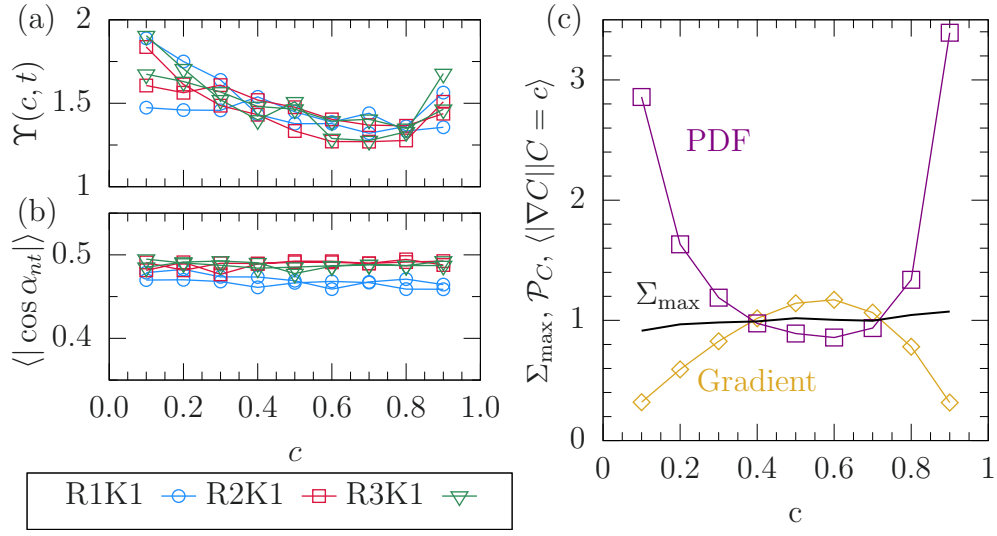 (a)
2
1.5
1
Υ(c, t)
(b)
0.5
0.4
⟨| cos α_{nt}|⟩
0.0 0.2 0.4 0.6 0.8 1.0
c
R1K1 R2K1 R3K1
(c)
3
2
1
0
Σ_max, 𝒫_C, ⟨|∇C||C = c⟩
PDF
Σ_max
Gradient
0 0.2 0.4 0.6 0.8 1
c